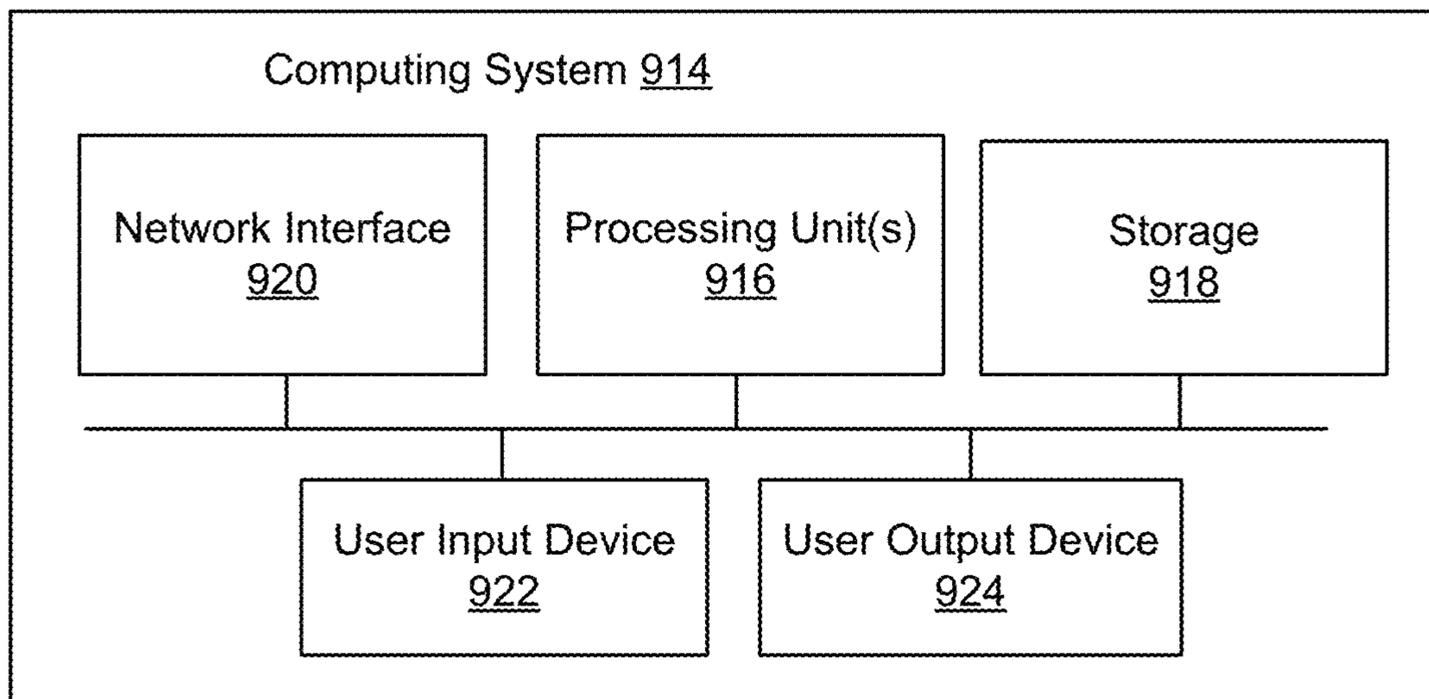 Computing System 914
Network Interface
920
Processing Unit(s)
916
Storage
918
User Input Device
922
User Output Device
924